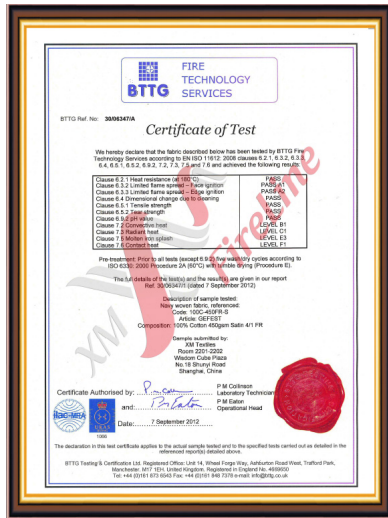 BTTG
FIRE
TECHNOLOGY
SERVICES
BTTG Ref. No: 30/06347/A
Certificate of Test
We hereby declare that the fabric described below has been tested by BTTG Fire
Technology Services according to EN ISO 11612: 2008 clauses 6.2.1, 6.3.2, 6.3.3,
6.4, 6.5.1, 6.5.2, 6.9.2, 7.2, 7.3, 7.5 and 7.6 and achieved the following results:
Clause 6.2.1 Heat resistance (at 180°C) PASS
Clause 6.3.2 Limited flame spread – Face ignition PASS A1
Clause 6.3.3 Limited flame spread – Edge ignition PASS A2
Clause 6.4 Dimensional change due to cleaning PASS
Clause 6.5.1 Tensile strength PASS
Clause 6.5.2 Tear strength PASS
Clause 6.9.2 pH value PASS
Clause 7.2 Convective heat LEVEL B1
Clause 7.3 Radiant heat LEVEL C1
Clause 7.5 Molten iron splash LEVEL E3
Clause 7.6 Contact heat LEVEL F1
Pre-treatment: Prior to all tests (except 6.9.2) five wash/dry cycles according to
ISO 6330: 2000 Procedure 2A (60°C) with tumble drying (Procedure E).
The full details of the test(s) and the result(s) are given in our report
Ref. 30/06347/1 (dated 7 September 2012)
Description of sample tested:
Navy woven fabric, referenced:
Code: 100C-450FR-S
Article: GEFEST
Composition: 100% Cotton 450gsm Satin 4/1 FR
Sample submitted by:
XM Textiles
Room 2201-2202
Wisdom Cube Plaza
No.18 Shunyi Road
Shanghai, China
XM Fireline
Certificate Authorised by: P M Collinson
Laboratory Technician
and: P M Eaton
Operational Head
Date: 7 September 2012
ilac-MRA
UKAS
1998
The declaration in this test certificate applies to the actual sample tested and to the specified tests carried out as detailed in the
referenced report(s) detailed above.
BTTG Testing & Certification Ltd. Registered Office: Unit 14, Wheel Forge Way, Ashburton Road West, Trafford Park,
Manchester. M17 1EH. United Kingdom, Registered in England No. 4669650
Tel: +44 (0)161 873 6543 Fax: +44 (0)161 848 7378 e-mail: info@bttg.co.uk